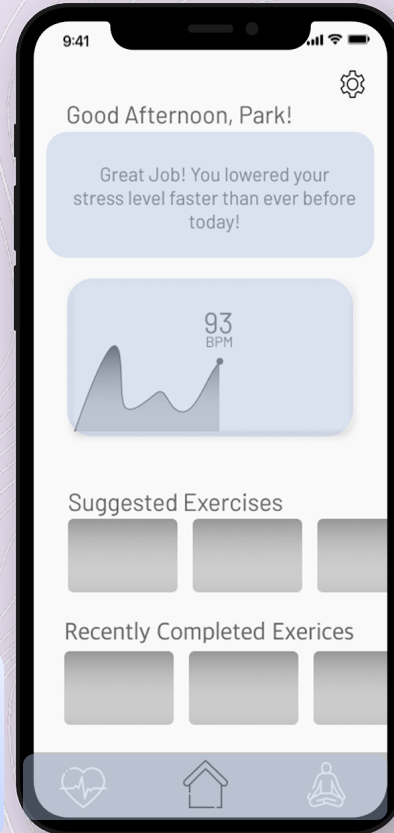 9:41
Good Afternoon, Park!
Great Job! You lowered your
stress level faster than ever before
today!
93
BPM
Suggested Exercises
Recently Completed Exerices